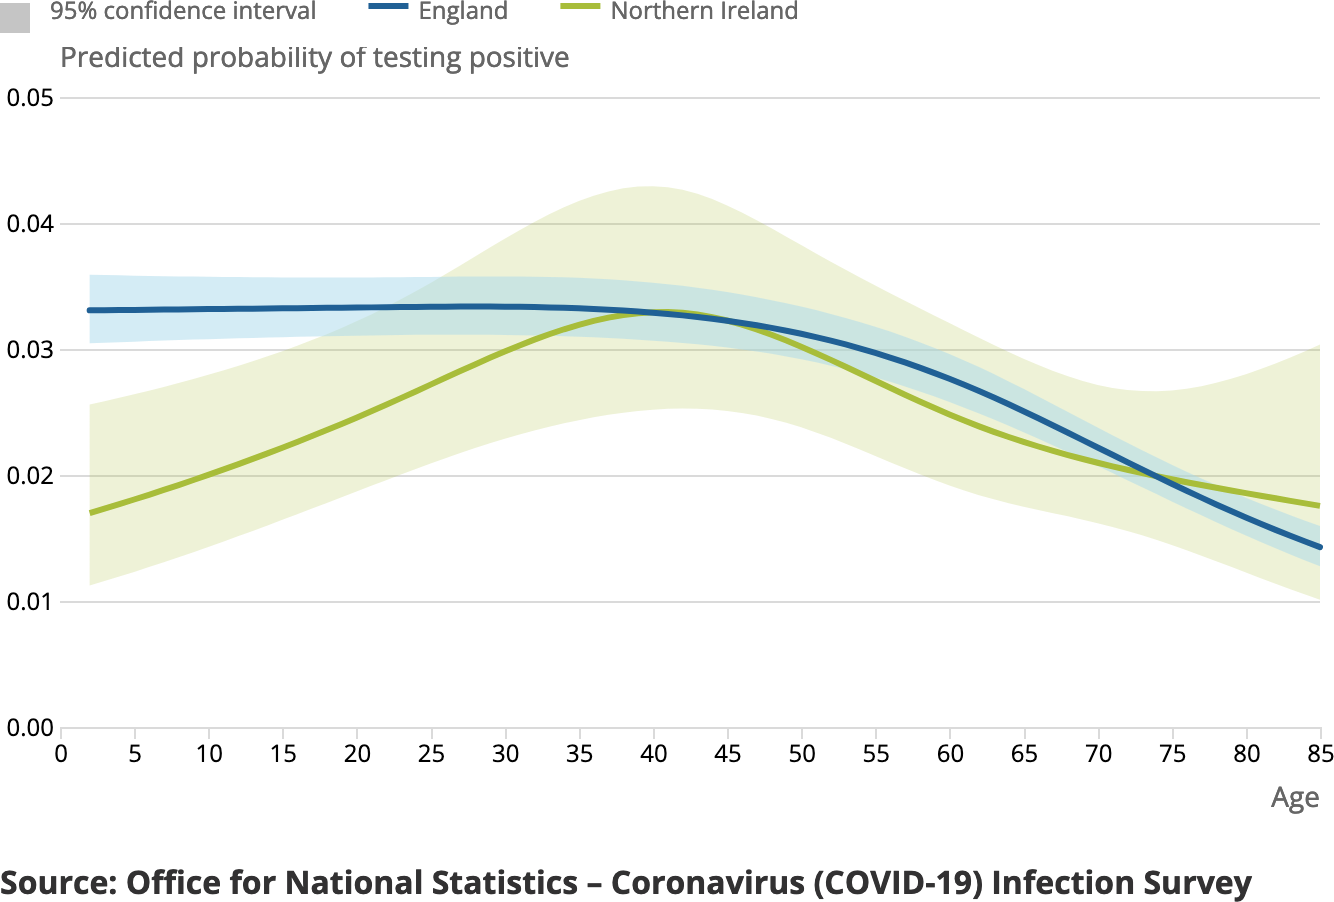 95% confidence interval England Northern Ireland
Predicted probability of testing positive
0.05
0.04
0.03
0.02
0.01
0.00
0 5 10 15 20 25 30 35 40 45 50 55 60 65 70 75 80 85
Age
Source: Office for National Statistics – Coronavirus (COVID-19) Infection Survey